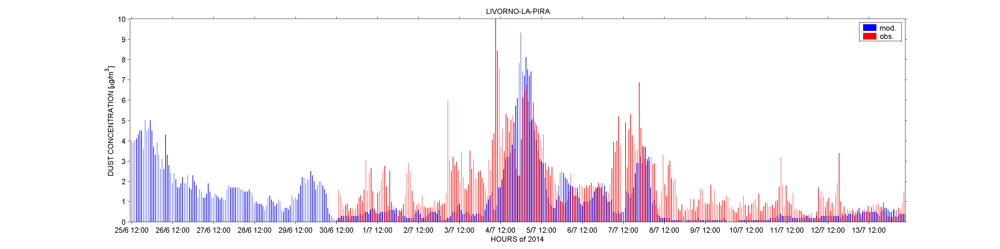 LIVORNO-LA-PIRA
10
9
8
7
6
5
4
3
2
1
0
DUST CONCENTRATION [μg/m³]
mod.
obs.
25/6 12:00 26/6 12:00 27/6 12:00 28/6 12:00 29/6 12:00 30/6 12:00 1/7 12:00 2/7 12:00 3/7 12:00 4/7 12:00 5/7 12:00 6/7 12:00 7/7 12:00 8/7 12:00 9/7 12:00 10/7 12:00 11/7 12:00 12/7 12:00 13/7 12:00
HOURS of 2014